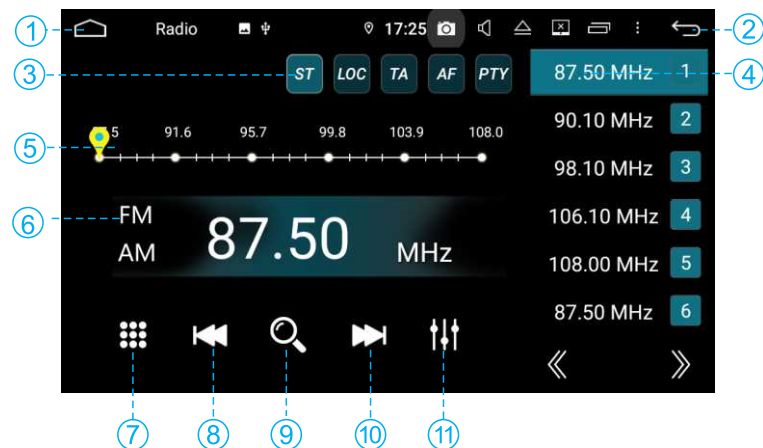 1 Radio 17:25 2
3 ST LOC TA AF PTY 87.50 MHz 1 4
90.10 MHz 2
5 .5 91.6 95.7 99.8 103.9 108.0
98.10 MHz 3
6 FM
AM 87.50 MHz
106.10 MHz 4
108.00 MHz 5
87.50 MHz 6
7 8 9 10 11